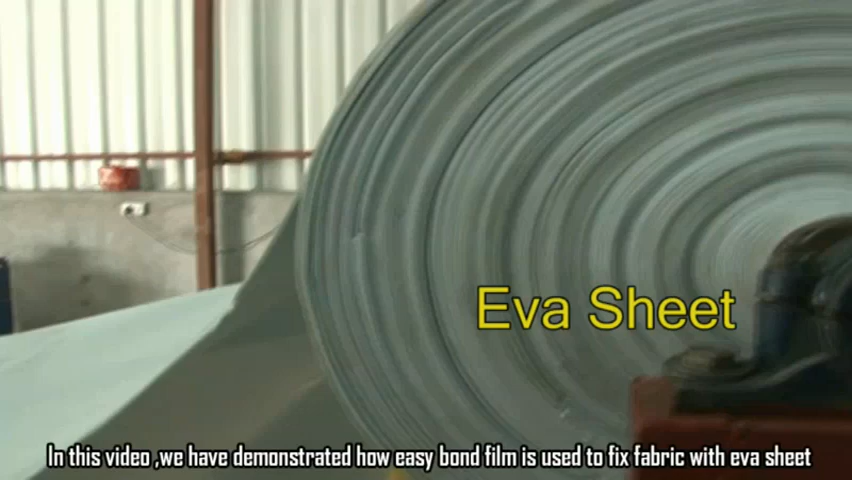 Eva Sheet
In this video ,we have demonstrated how easy bond film is used to fix fabric with eva sheet